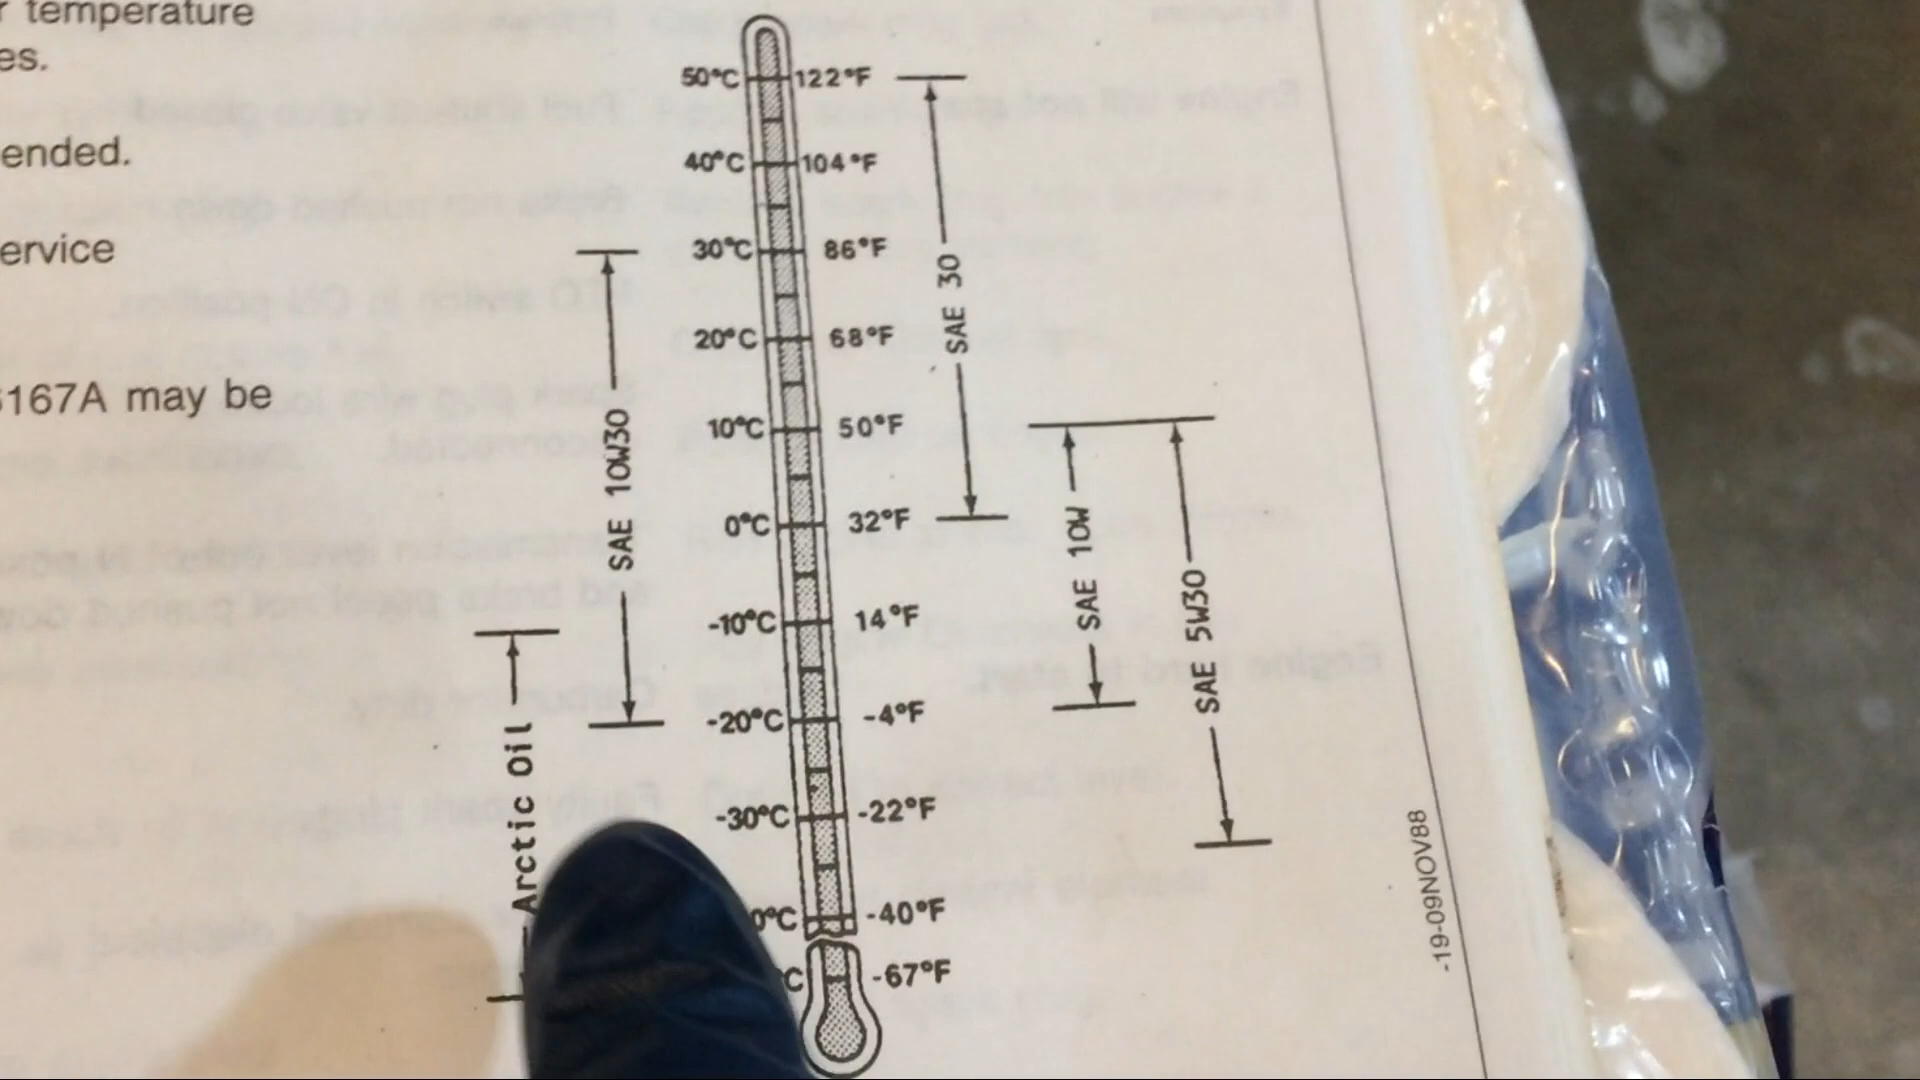 temperature
es.
ended.
ervice
6167A may be
50°C 122°F
40°C 104°F
30°C 86°F
20°C 68°F
10°C 50°F
0°C 32°F
-10°C 14°F
-20°C -4°F
-30°C -22°F
0°C -40°F
C -67°F
Arctic Oil
SAE 10W30
SAE 30
SAE 10W
SAE 5W30
-19-09NOV88